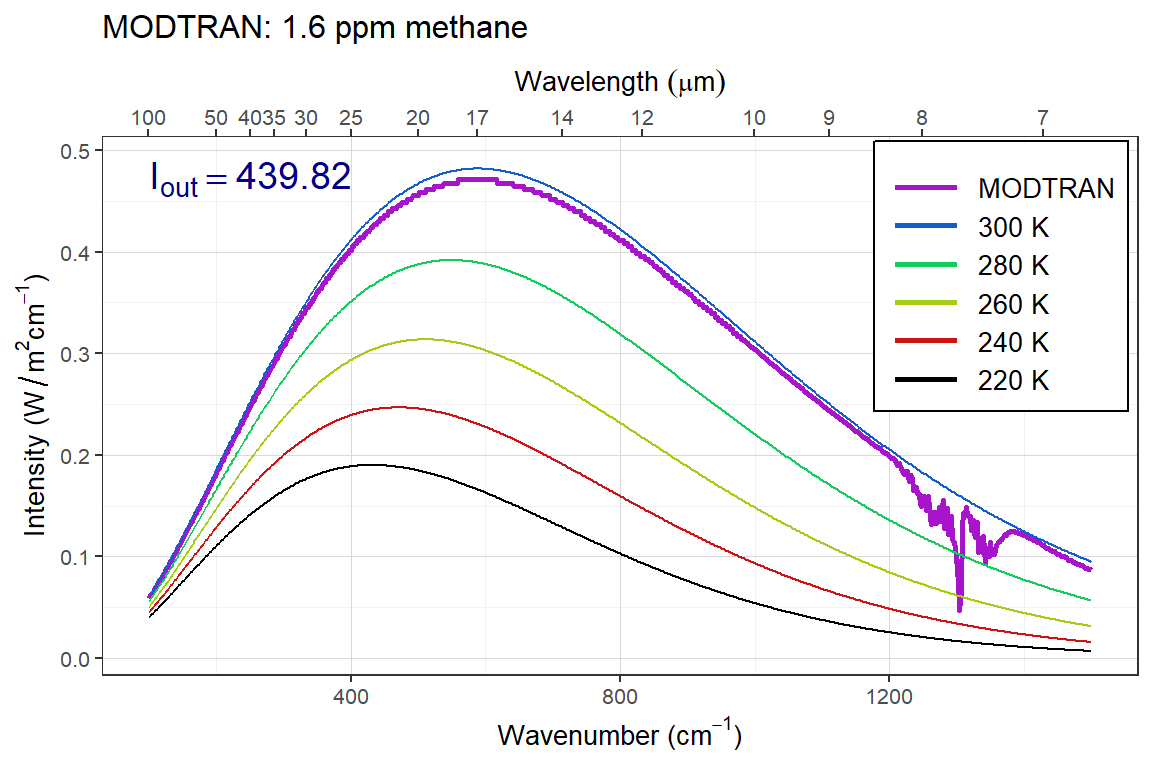 MODTRAN: 1.6 ppm methane
Wavelength (μm)
100 50 40 35 30 25 20 17 14 12 10 9 8 7
I_out = 439.82
Intensity (W / m² cm⁻¹)
0.5
0.4
0.3
0.2
0.1
0.0
MODTRAN
300 K
280 K
260 K
240 K
220 K
400 800 1200
Wavenumber (cm⁻¹)